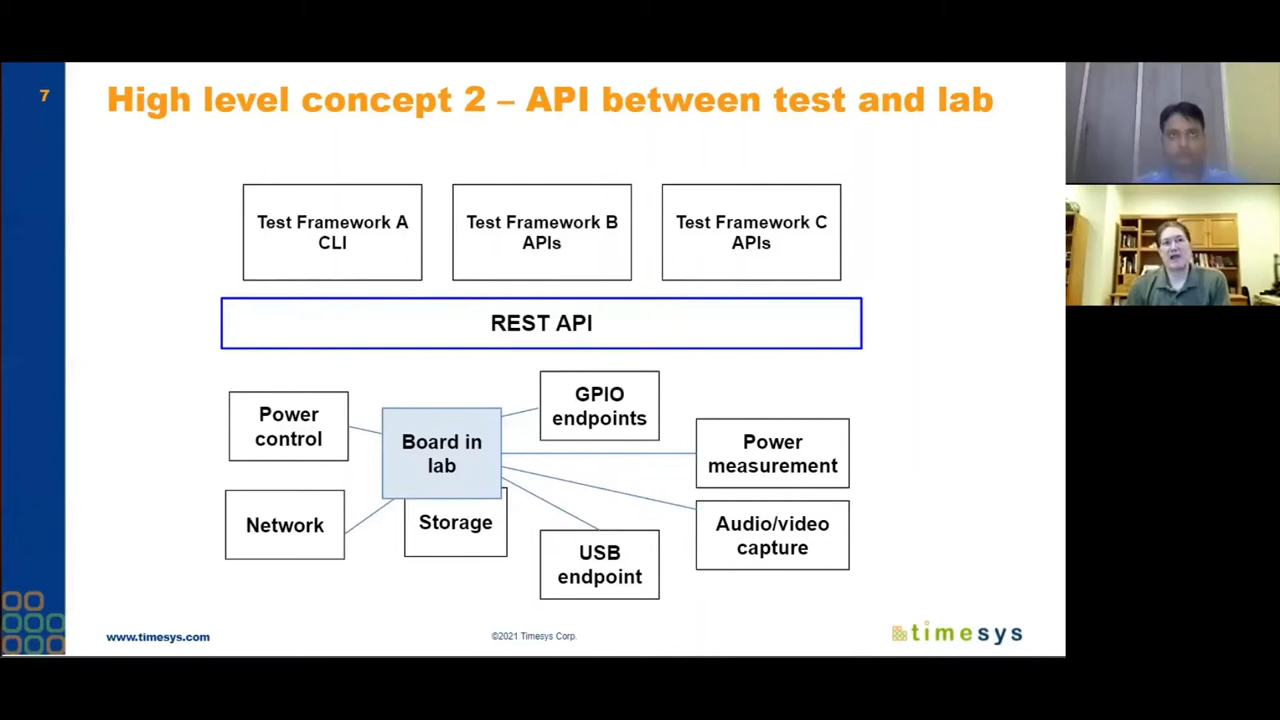 7
High level concept 2 – API between test and lab
Test Framework A
CLI
Test Framework B
APIs
Test Framework C
APIs
REST API
Power
control
Board in
lab
GPIO
endpoints
Power
measurement
Network
Storage
USB
endpoint
Audio/video
capture
www.timesys.com
©2021 Timesys Corp.
timesys